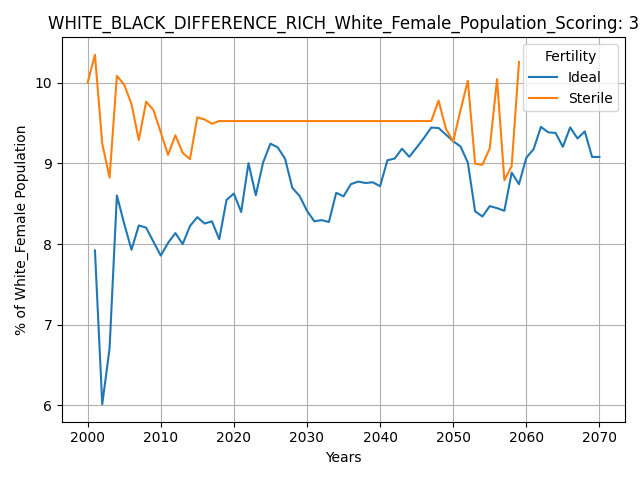 WHITE_BLACK_DIFFERENCE_RICH_White_Female_Population_Scoring: 3
Fertility
Ideal
Sterile
% of White_Female Population
10
9
8
7
6
2000 2010 2020 2030 2040 2050 2060 2070
Years